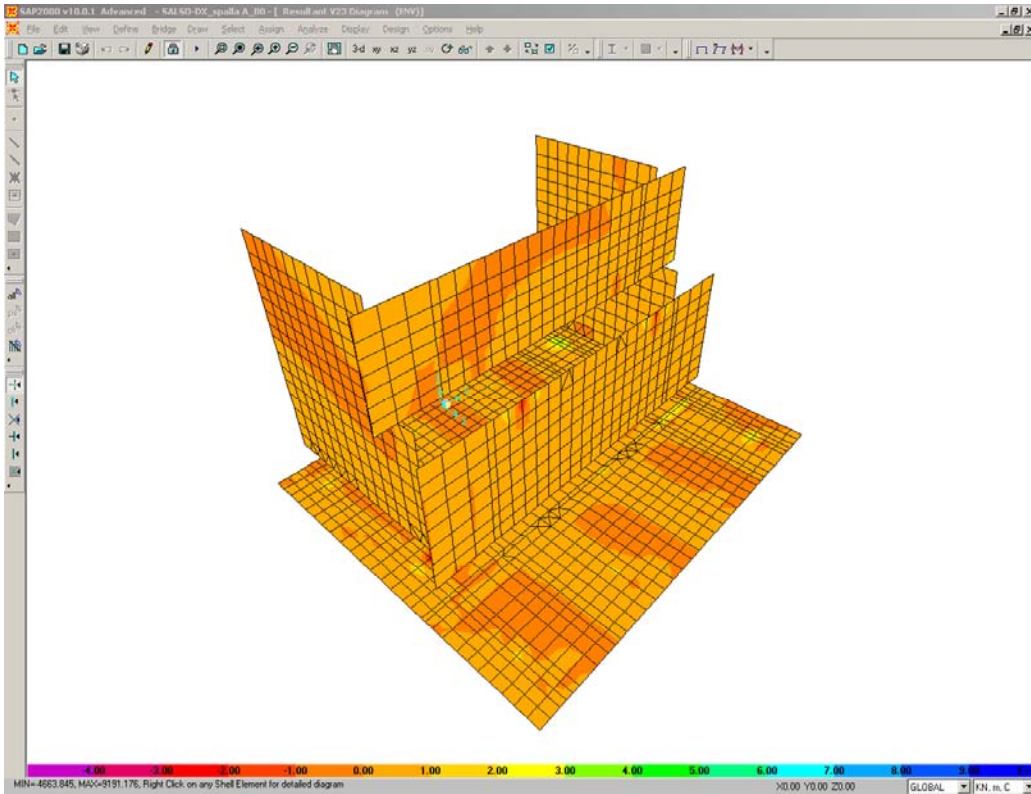 SAP2000 v10.0.1 Advanced - SALSO-DX_spalla A_00 - [ Resultant V23 Diagram (ENV)]
File Edit View Define Bridge Draw Select Assign Analyze Display Design Options Help
3-d xy xz yz nv
all
-4.00 -3.00 -2.00 -1.00 0.00 1.00 2.00 3.00 4.00 5.00 6.00 7.00 8.00 9.00
MIN=-4663.845, MAX=9191.176, Right Click on any Shell Element for detailed diagram X0.00 Y0.00 Z0.00 GLOBAL KN, m, C